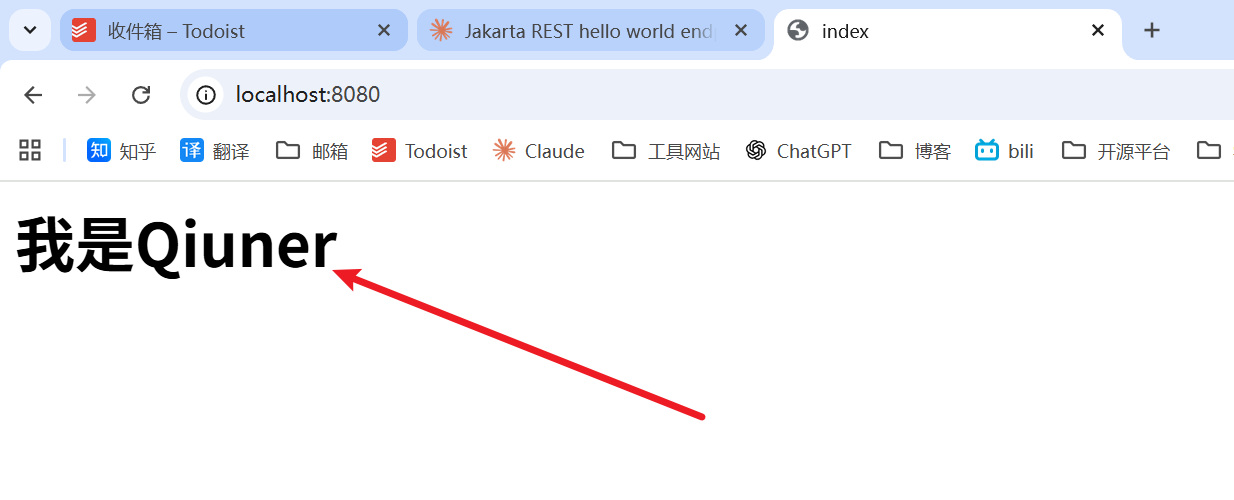 收件箱 – Todoist Jakarta REST hello world end index
localhost:8080
知 知乎 译 翻译 邮箱 Todoist Claude 工具网站 ChatGPT 博客 bili 开源平台
我是Qiuner